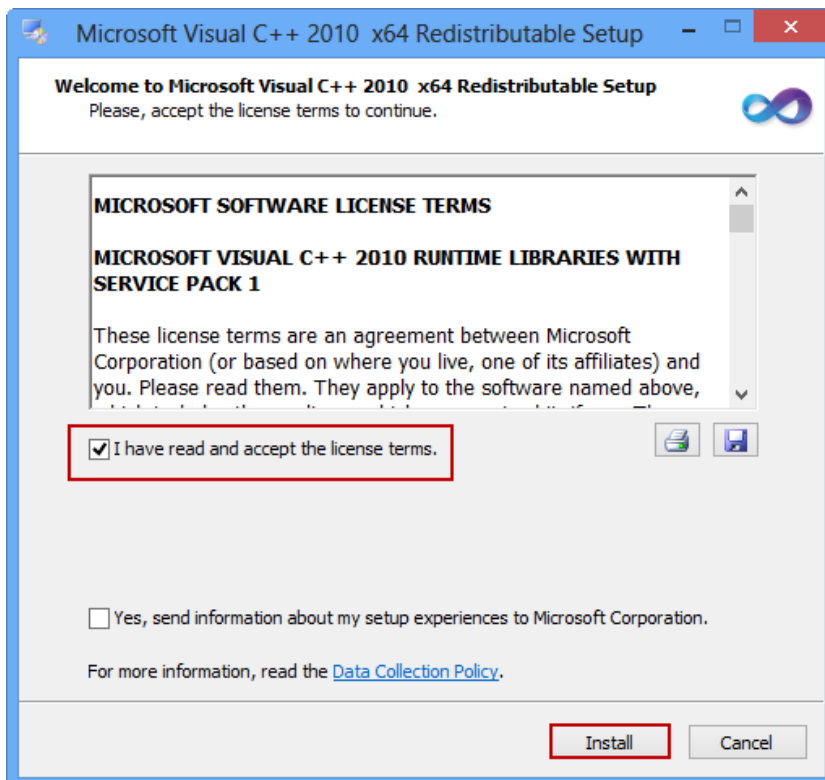 Microsoft Visual C++ 2010 x64 Redistributable Setup
Welcome to Microsoft Visual C++ 2010 x64 Redistributable Setup
Please, accept the license terms to continue.
MICROSOFT SOFTWARE LICENSE TERMS
MICROSOFT VISUAL C++ 2010 RUNTIME LIBRARIES WITH
SERVICE PACK 1
These license terms are an agreement between Microsoft
Corporation (or based on where you live, one of its affiliates) and
you. Please read them. They apply to the software named above,
I have read and accept the license terms.
Yes, send information about my setup experiences to Microsoft Corporation.
For more information, read the Data Collection Policy.
Install
Cancel